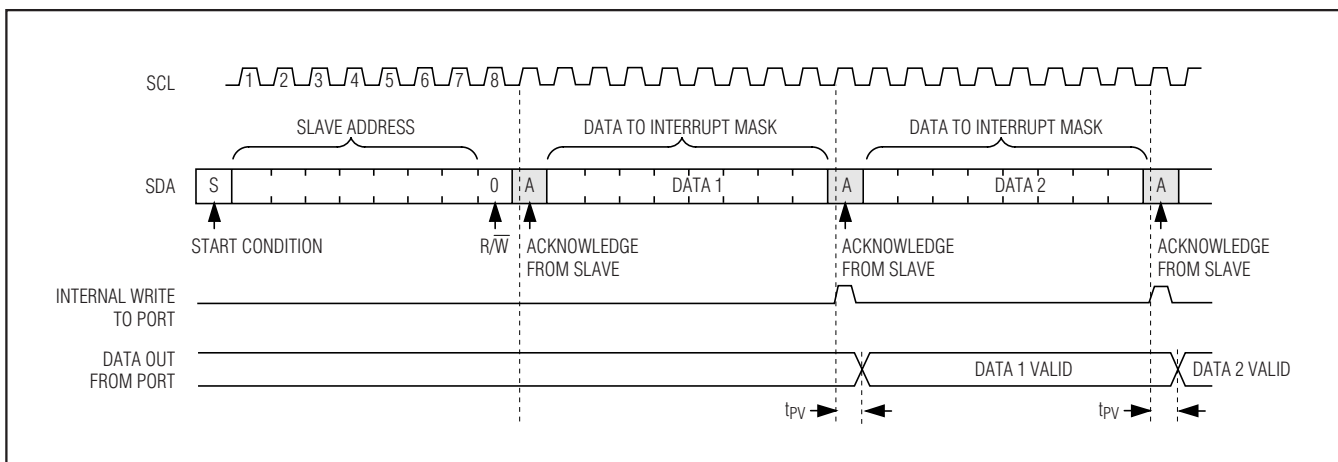 SCL 1 2 3 4 5 6 7 8
SLAVE ADDRESS DATA TO INTERRUPT MASK DATA TO INTERRUPT MASK
SDA S 0 A DATA 1 A DATA 2 A
START CONDITION R/W̅ ACKNOWLEDGE FROM SLAVE ACKNOWLEDGE FROM SLAVE ACKNOWLEDGE FROM SLAVE
INTERNAL WRITE
TO PORT
DATA OUT
FROM PORT DATA 1 VALID DATA 2 VALID
tPV tPV